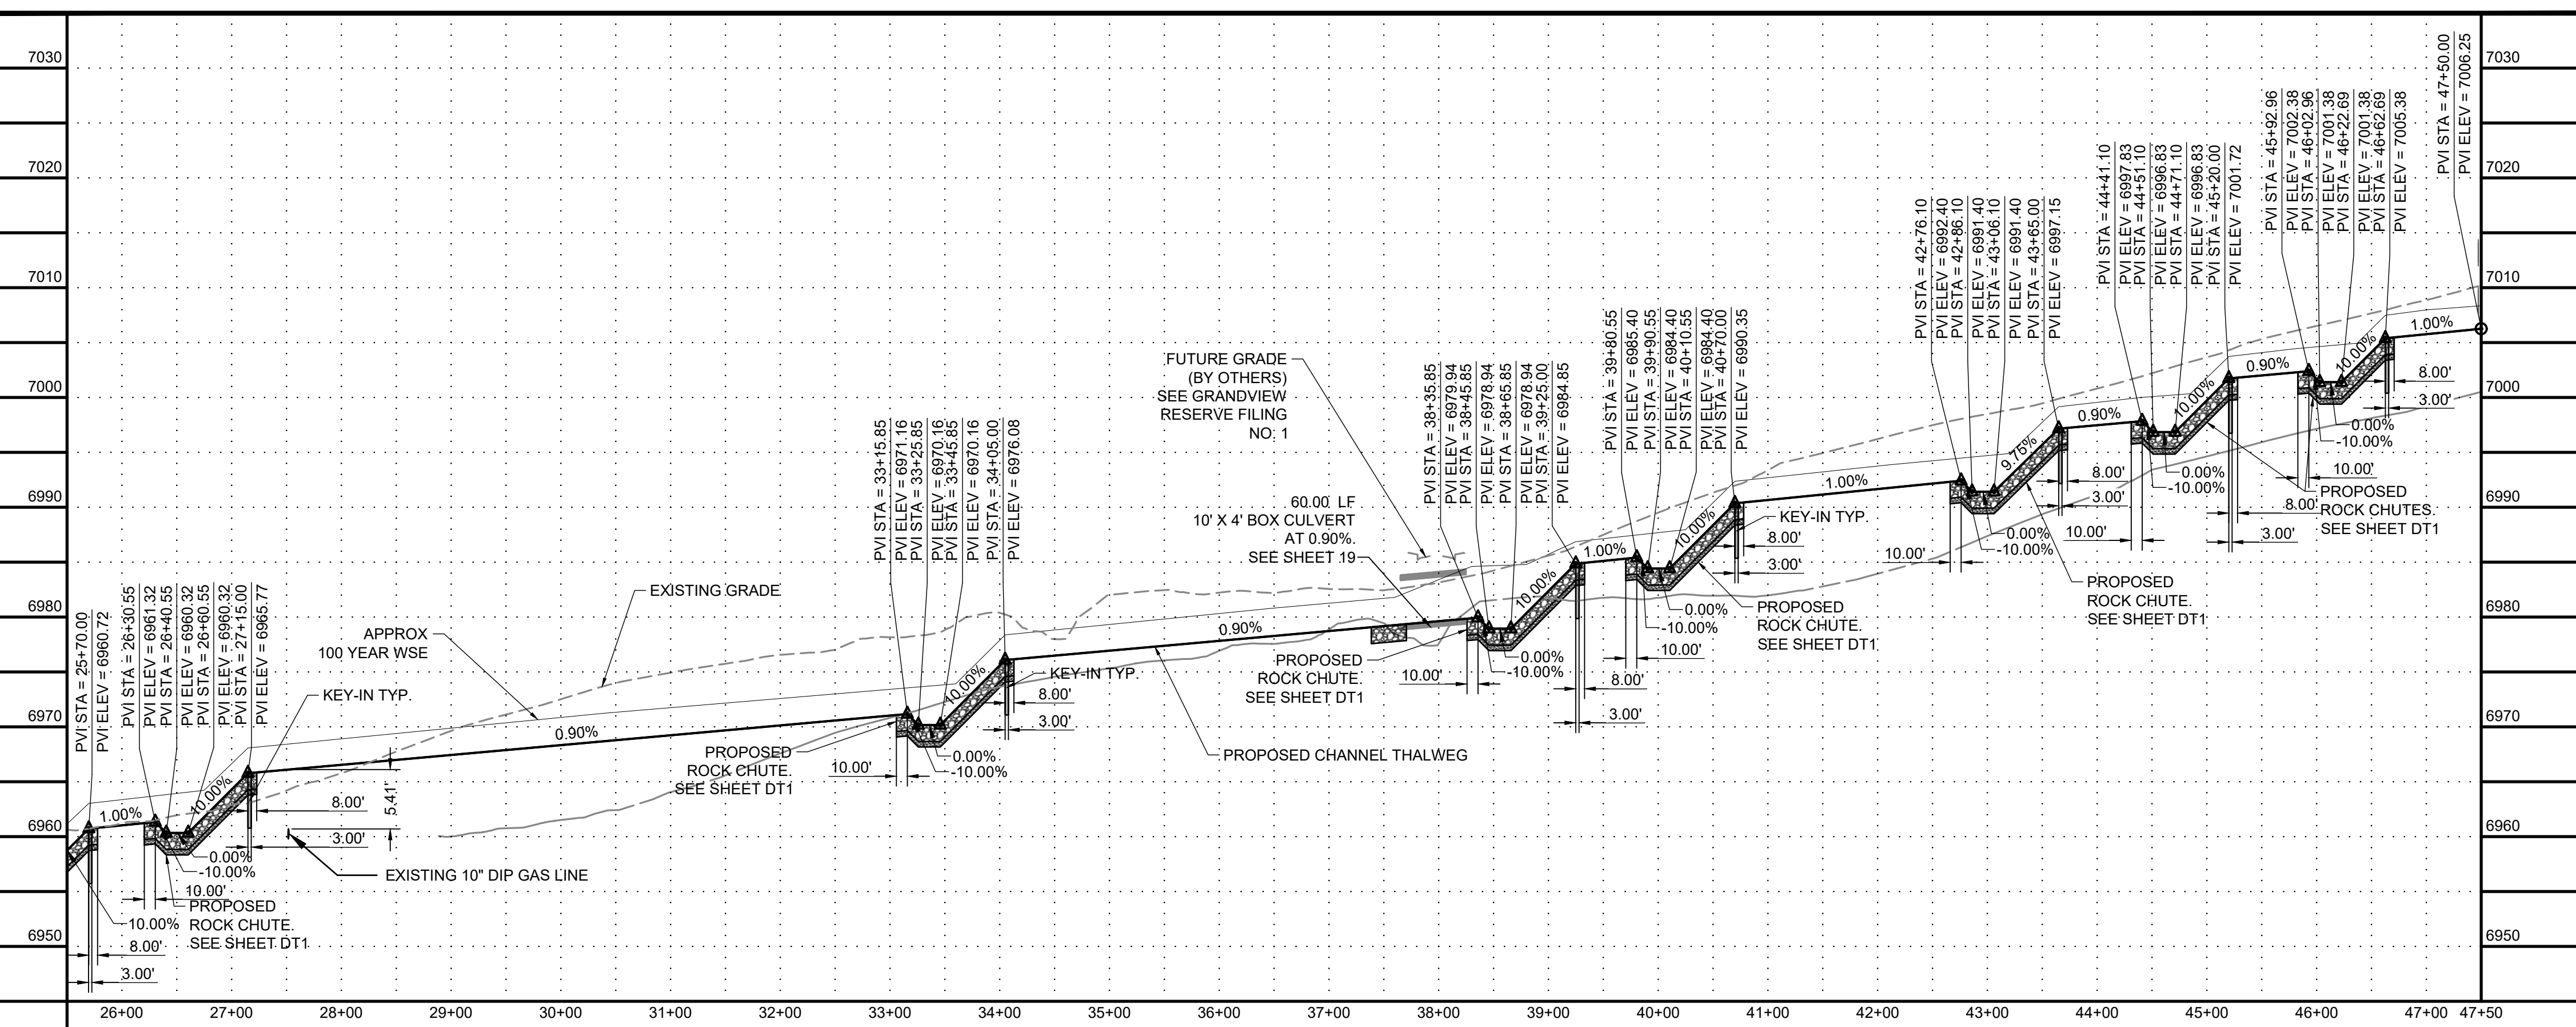 7030
7020
7010
7000
6990
6980
6970
6960
6950
PVI STA = 25+70.00
PVI ELEV = 6960.72
PVI STA = 26+30.55
PVI ELEV = 6961.32
PVI STA = 26+40.55
PVI ELEV = 6960.32
PVI STA = 26+60.55
PVI ELEV = 6960.32
PVI STA = 27+15.00
PVI ELEV = 6965.77
1.00%
10.00%
0.00%
-10.00%
10.00'
10.00%
8.00'
3.00'
PROPOSED
ROCK CHUTE.
SEE SHEET DT1
KEY-IN TYP.
8.00'
3.00'
5.41'
EXISTING 10" DIP GAS LINE
APPROX
100 YEAR WSE
EXISTING GRADE
0.90%
PVI STA = 33+15.85
PVI ELEV = 6971.16
PVI STA = 33+25.85
PVI ELEV = 6970.16
PVI STA = 33+45.85
PVI ELEV = 6970.16
PVI STA = 34+05.00
PVI ELEV = 6976.08
10.00%
KEY-IN TYP.
8.00'
3.00'
0.00%
-10.00%
10.00'
PROPOSED
ROCK CHUTE.
SEE SHEET DT1
0.90%
PROPOSED CHANNEL THALWEG
FUTURE GRADE
(BY OTHERS)
SEE GRANDVIEW
RESERVE FILING
NO. 1
60.00 LF
10' X 4' BOX CULVERT
AT 0.90%.
SEE SHEET 19
PVI STA = 38+35.85
PVI ELEV = 6979.94
PVI STA = 38+45.85
PVI ELEV = 6978.94
PVI STA = 38+65.85
PVI ELEV = 6978.94
PVI STA = 39+25.00
PVI ELEV = 6984.85
10.00%
PROPOSED
ROCK CHUTE.
SEE SHEET DT1
10.00'
0.00%
-10.00%
8.00'
3.00'
1.00%
PVI STA = 39+80.55
PVI ELEV = 6985.40
PVI STA = 39+90.55
PVI ELEV = 6984.40
PVI STA = 40+10.55
PVI ELEV = 6984.40
PVI STA = 40+70.00
PVI ELEV = 6990.35
10.00%
0.00%
-10.00%
10.00'
KEY-IN TYP.
8.00'
3.00'
PROPOSED
ROCK CHUTE.
SEE SHEET DT1
1.00%
PVI STA = 42+76.10
PVI ELEV = 6992.40
PVI STA = 42+86.10
PVI ELEV = 6991.40
PVI STA = 43+06.10
PVI ELEV = 6991.40
PVI STA = 43+65.00
PVI ELEV = 6997.15
9.75%
10.00'
0.00%
-10.00%
8.00'
3.00'
PROPOSED
ROCK CHUTE.
SEE SHEET DT1
0.90%
PVI STA = 44+41.10
PVI ELEV = 6997.83
PVI STA = 44+51.10
PVI ELEV = 6996.83
PVI STA = 44+71.10
PVI ELEV = 6996.83
PVI STA = 45+20.00
PVI ELEV = 7001.72
10.00%
10.00'
0.00%
-10.00%
8.00'
3.00'
PROPOSED
ROCK CHUTES.
SEE SHEET DT1
0.90%
PVI STA = 45+92.96
PVI ELEV = 7002.38
PVI STA = 46+02.96
PVI ELEV = 7001.38
PVI STA = 46+22.69
PVI ELEV = 7001.38
PVI STA = 46+62.69
PVI ELEV = 7005.38
10.00%
0.00%
-10.00%
10.00'
8.00'
3.00'
1.00%
PVI STA = 47+50.00
PVI ELEV = 7006.25
7030
7020
7010
7000
6990
6980
6970
6960
6950
26+00
27+00
28+00
29+00
30+00
31+00
32+00
33+00
34+00
35+00
36+00
37+00
38+00
39+00
40+00
41+00
42+00
43+00
44+00
45+00
46+00
47+00
47+50